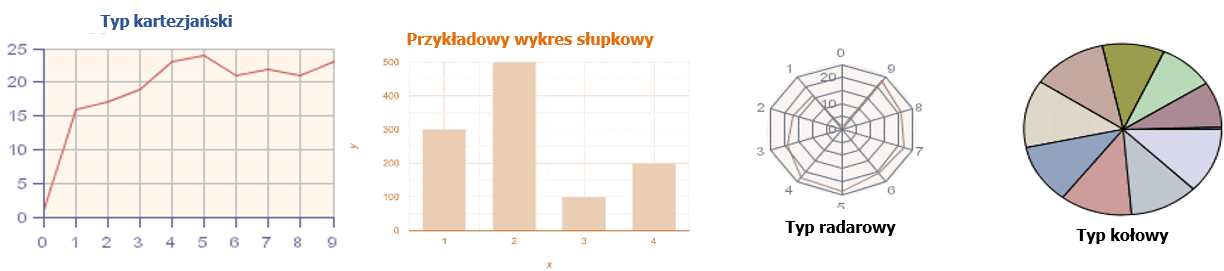 Typ kartezjański
25
20
15
10
5
0
0 1 2 3 4 5 6 7 8 9
Przykładowy wykres słupkowy
500
400
300
200
100
0
y
1 2 3 4
x
0
1 9
20
2 8
10
0
3 7
4 6
5
Typ radarowy
Typ kołowy